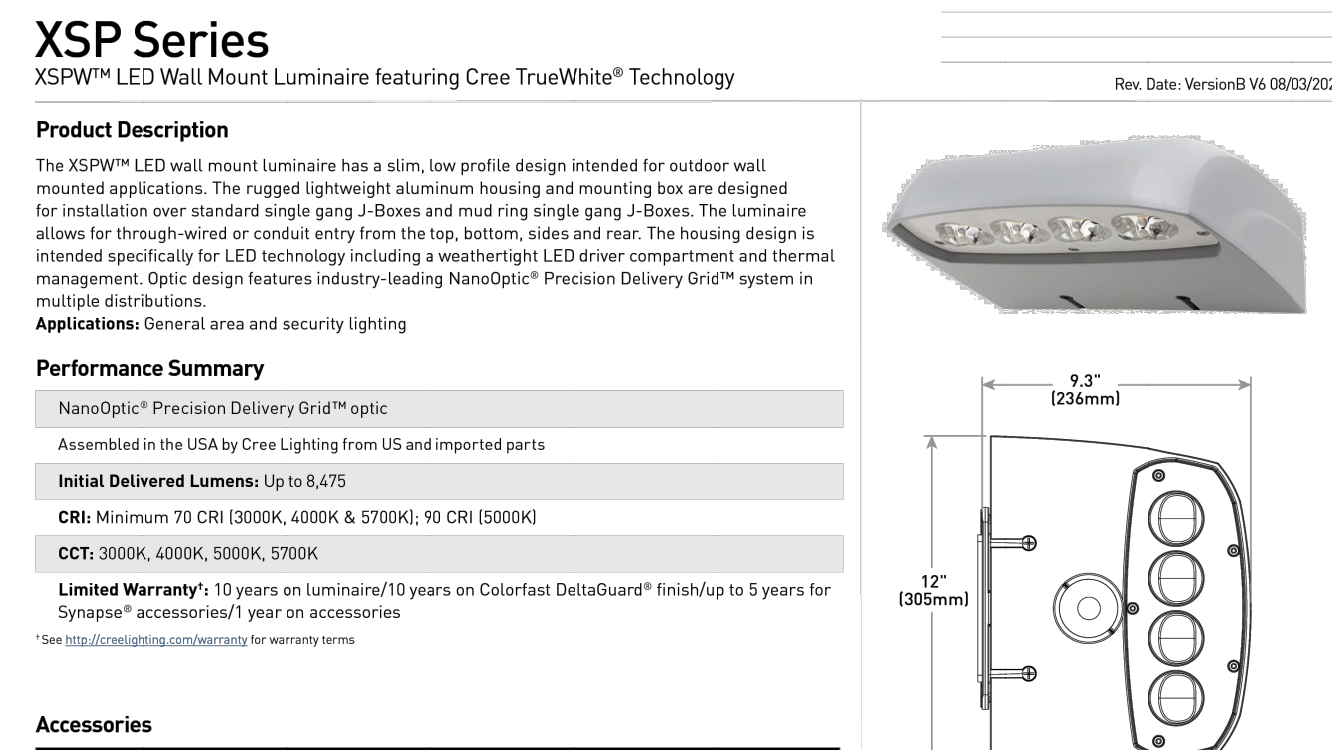 XSP Series
XSPW™ LED Wall Mount Luminaire featuring Cree TrueWhite® Technology
Rev. Date: VersionB V6 08/03/202
Product Description
The XSPW™ LED wall mount luminaire has a slim, low profile design intended for outdoor wall
mounted applications. The rugged lightweight aluminum housing and mounting box are designed
for installation over standard single gang J-Boxes and mud ring single gang J-Boxes. The luminaire
allows for through-wired or conduit entry from the top, bottom, sides and rear. The housing design is
intended specifically for LED technology including a weathertight LED driver compartment and thermal
management. Optic design features industry-leading NanoOptic® Precision Delivery Grid™ system in
multiple distributions.
Applications: General area and security lighting
Performance Summary
NanoOptic® Precision Delivery Grid™ optic
Assembled in the USA by Cree Lighting from US and imported parts
Initial Delivered Lumens: Up to 8,475
CRI: Minimum 70 CRI (3000K, 4000K & 5700K); 90 CRI (5000K)
CCT: 3000K, 4000K, 5000K, 5700K
Limited Warranty†: 10 years on luminaire/10 years on Colorfast DeltaGuard® finish/up to 5 years for
Synapse® accessories/1 year on accessories
† See http://creelighting.com/warranty for warranty terms
Accessories
9.3"
(236mm)
12"
(305mm)